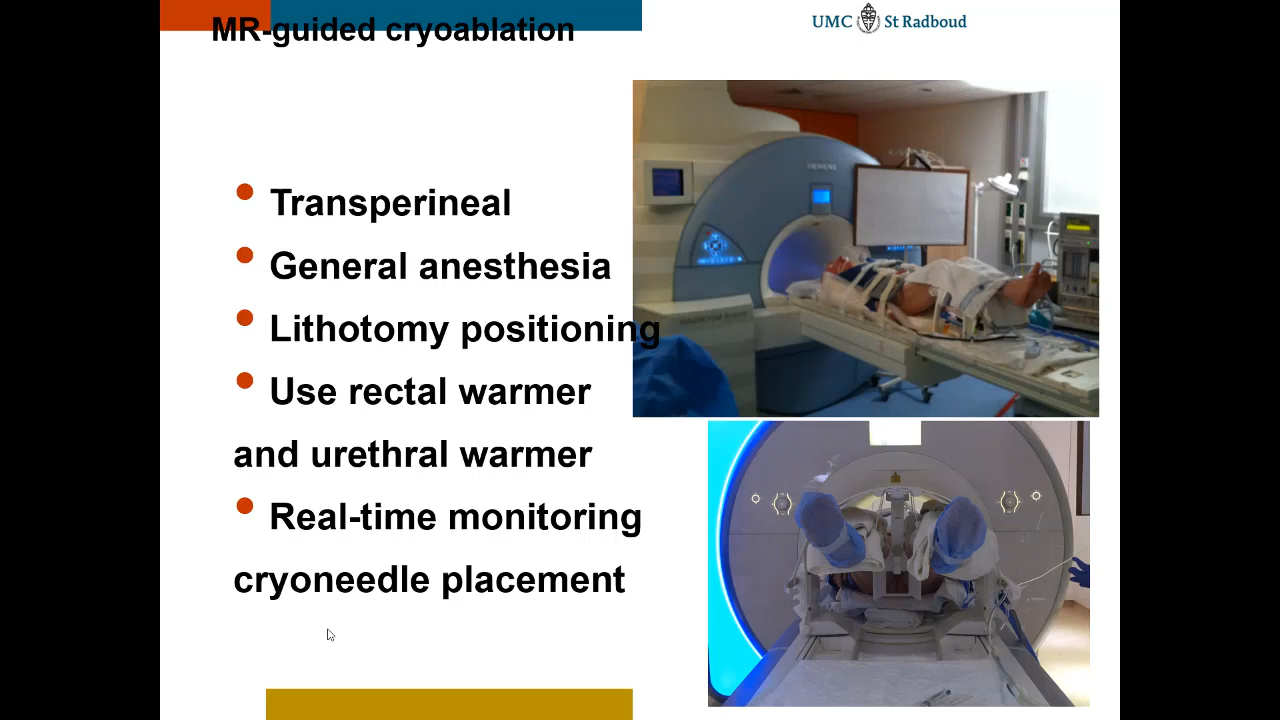 MR-guided cryoablation
UMC St Radboud
• Transperineal
• General anesthesia
• Lithotomy positioning
• Use rectal warmer
and urethral warmer
• Real-time monitoring
cryoneedle placement
SIEMENS